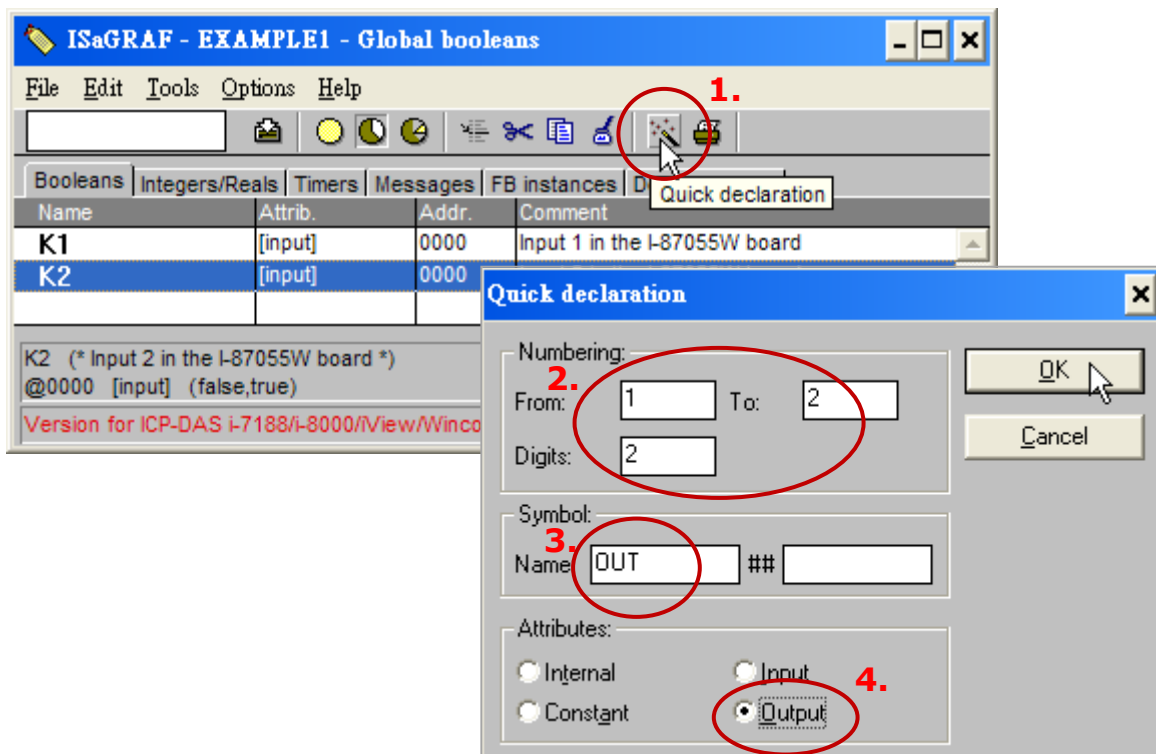 ISaGRAF - EXAMPLE1 - Global booleans
File Edit Tools Options Help
1.
Booleans Integers/Reals Timers Messages FB instances
Quick declaration
Name Attrib. Addr. Comment
K1 [input] 0000 Input 1 in the I-87055W board
K2 [input] 0000
K2 (* Input 2 in the I-87055W board *)
@0000 [input] (false,true)
Version for ICP-DAS i-7188/i-8000/iView/Winco
Quick declaration
Numbering:
2.
From: 1 To: 2
Digits: 2
OK
Cancel
Symbol:
3.
Name OUT ##
Attributes:
Internal Input
4.
Constant Output